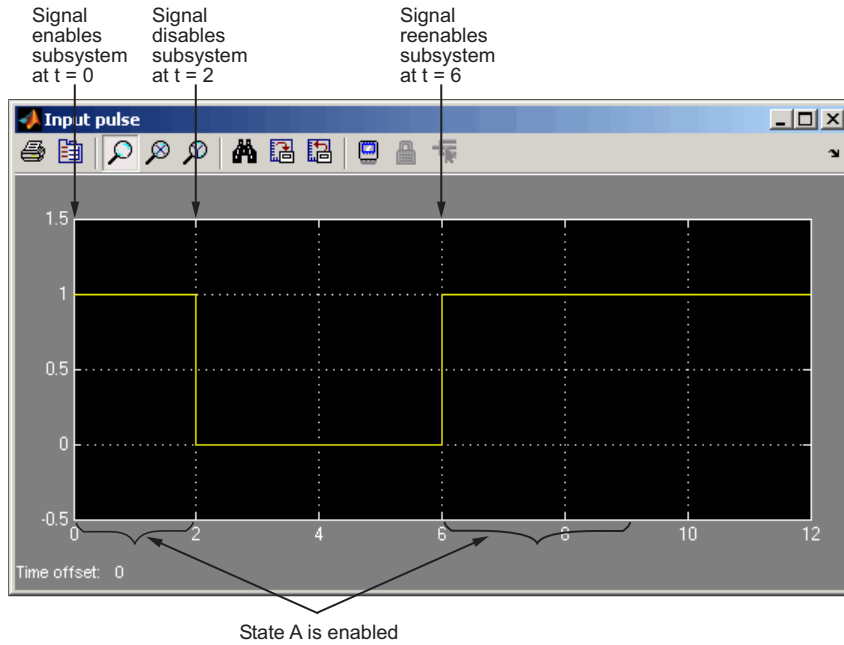 Signal
enables
subsystem
at t = 0
Signal
disables
subsystem
at t = 2
Signal
reenables
subsystem
at t = 6
Input pulse
1.5
1
0.5
0
-0.5
0 2 4 6 8 10 12
Time offset: 0
State A is enabled